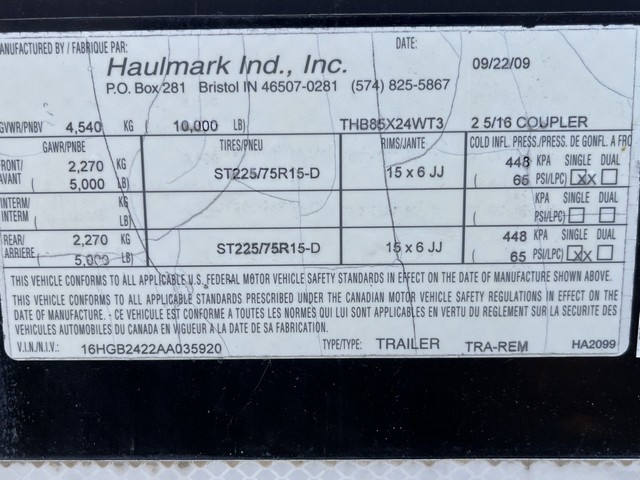 MANUFACTURED BY / FABRIQUE PAR: DATE:
Haulmark Ind., Inc. 09/22/09
P.O. Box 281 Bristol IN 46507-0281 (574) 825-5867
GVWR/PNBV 4,540 KG ( 10,000 LB) THB85X24WT3 2 5/16 COUPLER
GAWR/PNBE TIRES/PNEU RIMS/JANTE COLD INFL. PRESS./PRESS. DE GONFL. A FRO
FRONT/ 2,270 KG ST225/75R15-D 15 x 6 JJ 448 KPA SINGLE DUAL
AVANT ( 5,000 LB) ( 65 PSI/LPC) XX
INTERM/ KG KPA SINGLE DUAL
INTERM ( LB) ( PSI/LPC)
REAR/ 2,270 KG ST225/75R15-D 15 x 6 JJ 448 KPA SINGLE DUAL
ARRIERE ( 5,000 LB) ( 65 PSI/LPC) XX
THIS VEHICLE CONFORMS TO ALL APPLICABLE U.S. FEDERAL MOTOR VEHICLE SAFETY STANDARDS IN EFFECT ON THE DATE OF MANUFACTURE SHOWN ABOVE.
THIS VEHICLE CONFORMS TO ALL APPLICABLE STANDARDS PRESCRIBED UNDER THE CANADIAN MOTOR VEHICLE SAFETY REGULATIONS IN EFFECT ON THE
DATE OF MANUFACTURE. - CE VEHICULE EST CONFORME A TOUTES LES NORMES QUI LUI SONT APPLICABLES EN VERTU DU REGLEMENT SUR LA SECURITE DES
VEHICULES AUTOMOBILES DU CANADA EN VIGUEUR A LA DATE DE SA FABRICATION.
V.I.N./N.I.V.: 16HGB2422AA035920 TYPE/TYPE: TRAILER TRA-REM HA2099